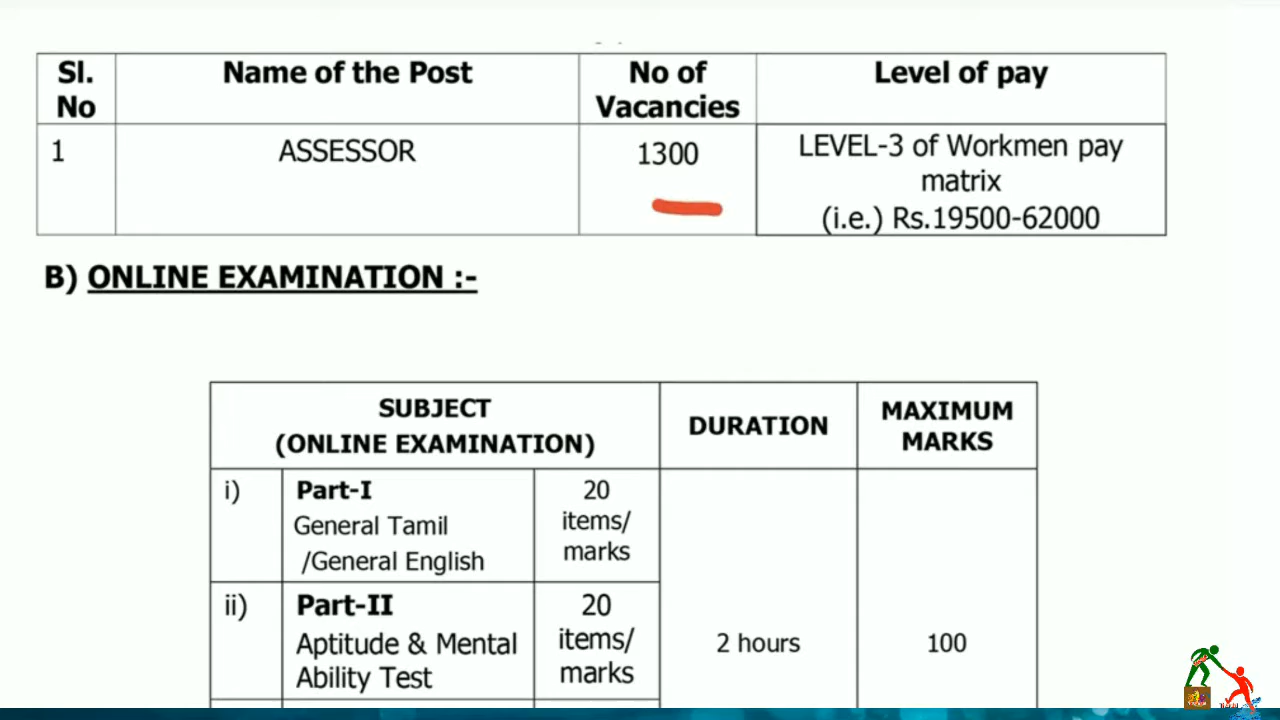 Sl. No
Name of the Post
No of Vacancies
Level of pay
1
ASSESSOR
1300
LEVEL-3 of Workmen pay
matrix
(i.e.) Rs.19500-62000
B) ONLINE EXAMINATION :-
SUBJECT
(ONLINE EXAMINATION)
DURATION
MAXIMUM
MARKS
i)
Part-I
General Tamil
/General English
20
items/
marks
ii)
Part-II
Aptitude & Mental
Ability Test
20
items/
marks
2 hours
100